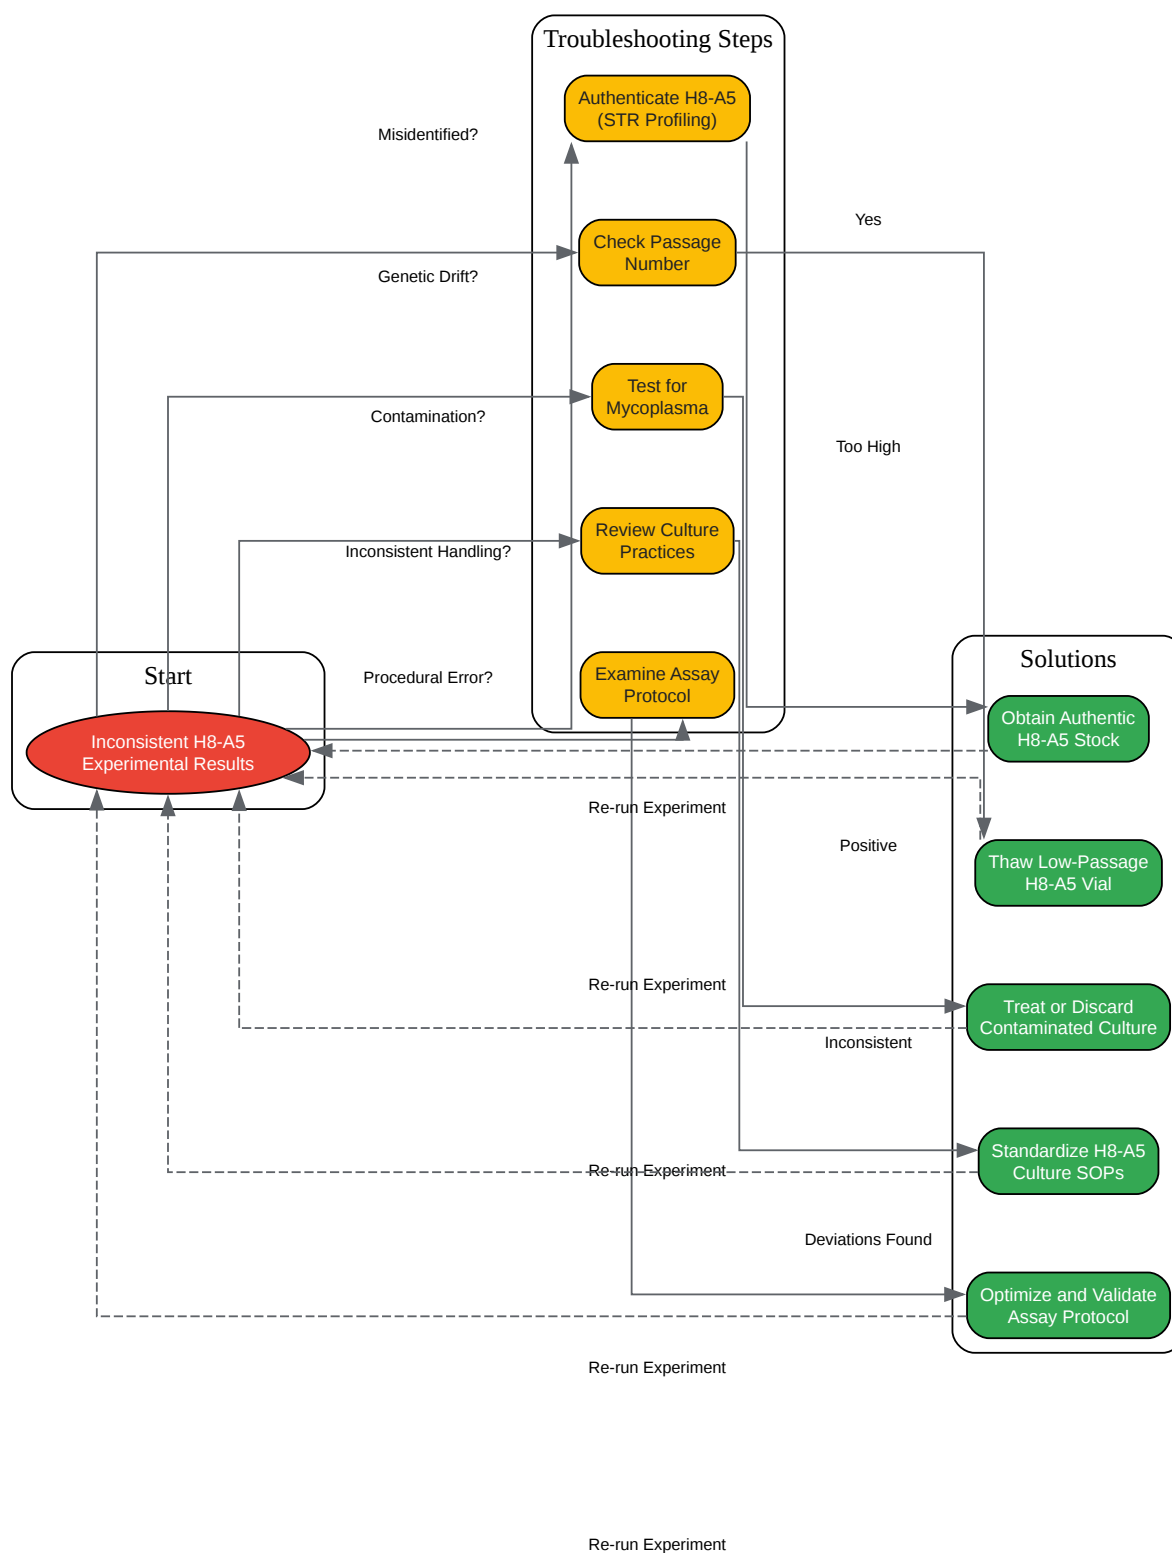 Troubleshooting Steps
Authenticate H8-A5
(STR Profiling)
Misidentified?
Yes
Check Passage
Number
Genetic Drift?
Test for
Mycoplasma
Contamination?
Too High
Review Culture
Practices
Inconsistent Handling?
Start
Procedural Error?
Examine Assay
Protocol
Solutions
Inconsistent H8-A5
Experimental Results
Obtain Authentic
H8-A5 Stock
Re-run Experiment
Positive
Thaw Low-Passage
H8-A5 Vial
Re-run Experiment
Treat or Discard
Contaminated Culture
Inconsistent
Standardize H8-A5
Culture SOPs
Re-run Experiment
Deviations Found
Optimize and Validate
Assay Protocol
Re-run Experiment
Re-run Experiment